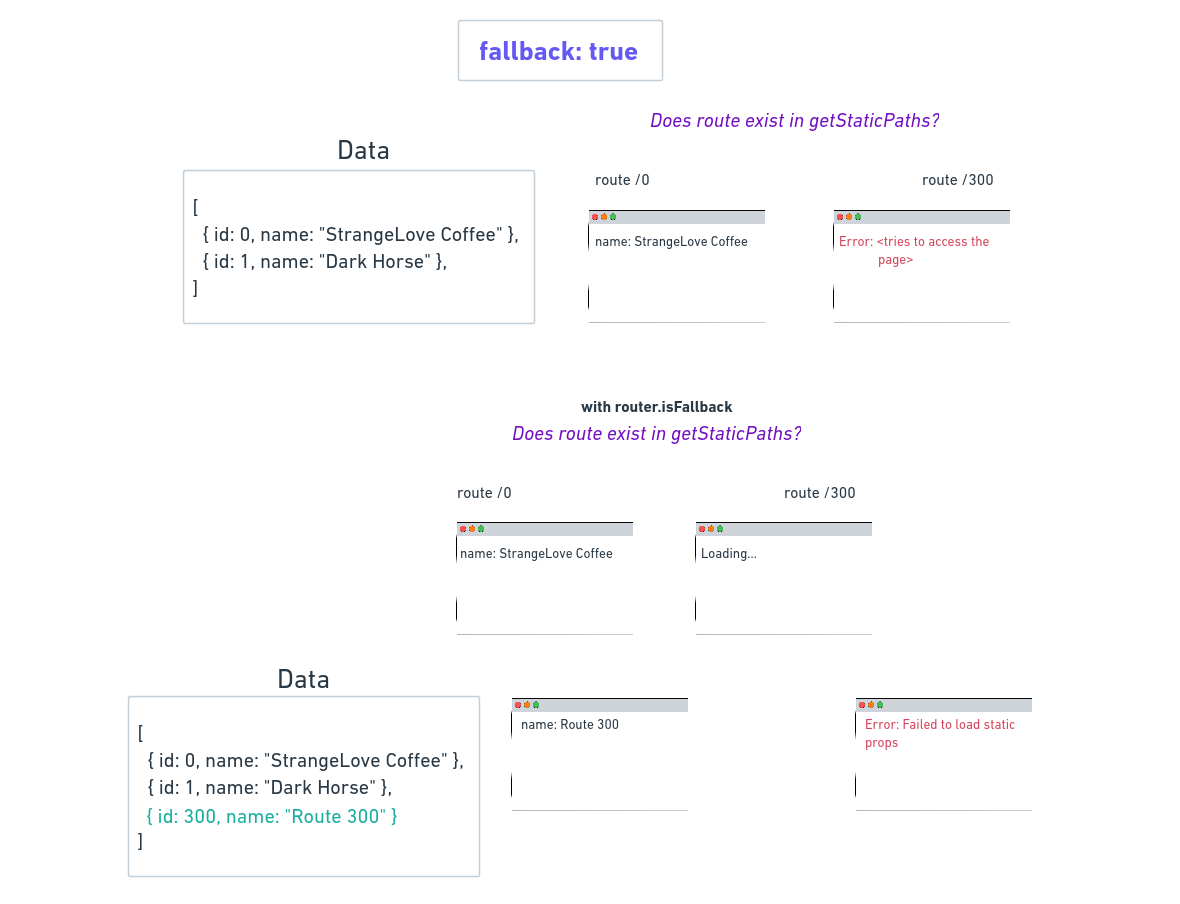 fallback: true
Does route exist in getStaticPaths?
Data
[
{ id: 0, name: "StrangeLove Coffee" },
{ id: 1, name: "Dark Horse" },
]
route /0
name: StrangeLove Coffee
route /300
Error: <tries to access the
page>
with router.isFallback
Does route exist in getStaticPaths?
route /0
name: StrangeLove Coffee
route /300
Loading...
Data
[
{ id: 0, name: "StrangeLove Coffee" },
{ id: 1, name: "Dark Horse" },
{ id: 300, name: "Route 300" }
]
name: Route 300
Error: Failed to load static
props